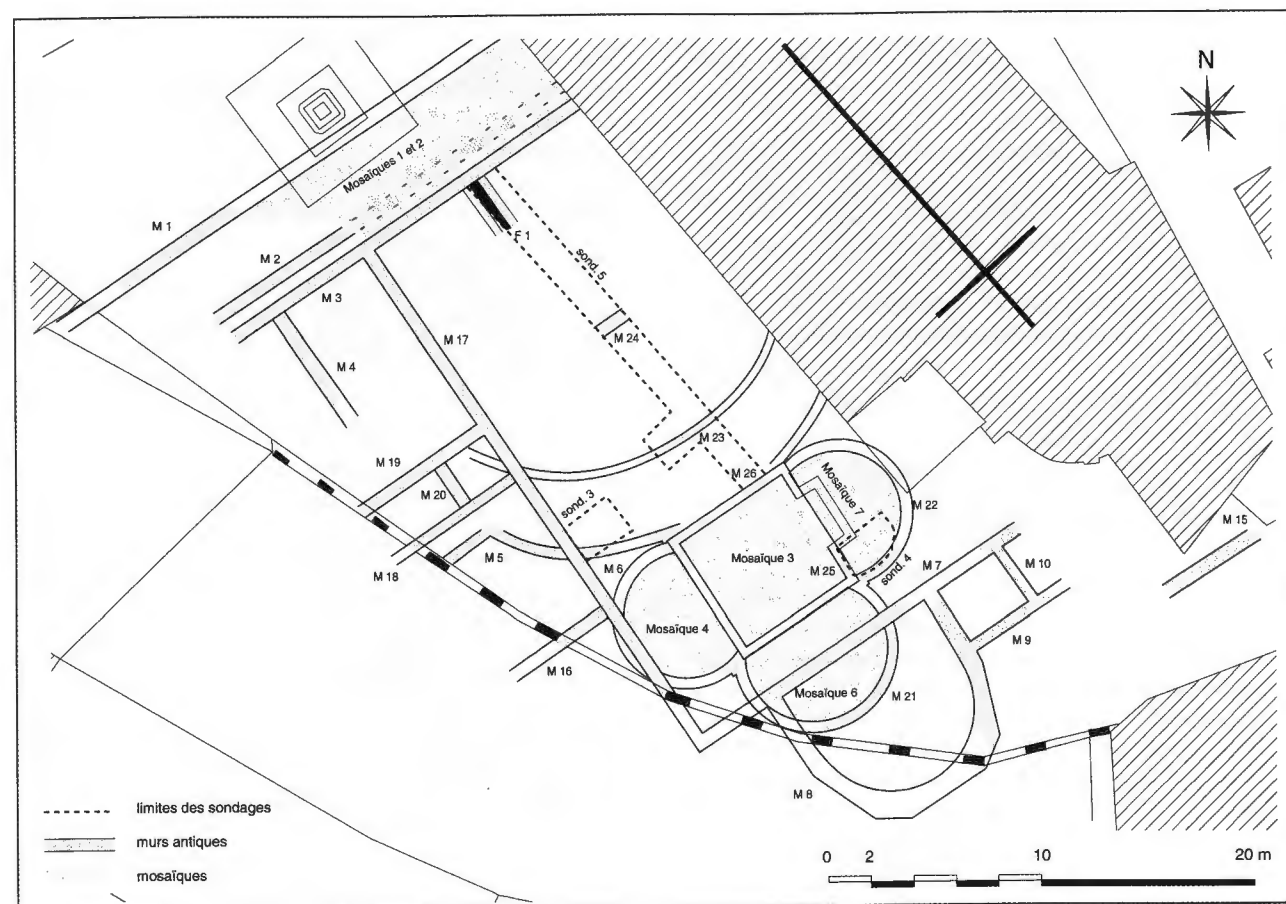 N
Mosaïques 1 et 2
M 1
M 2
F 1
sond. 5
M 3
M 17
M 24
M 4
M 23
M 19
M 26
M 20
sond. 3
Mosaïque 7
M 22
M 15
M 5
M 18
M 6
Mosaïque 3
M 25
sond. 4
M 7
M 10
Mosaïque 4
M 9
M 16
Mosaïque 6
M 21
M 8
limites des sondages
murs antiques
mosaïques
0 2 10 20 m